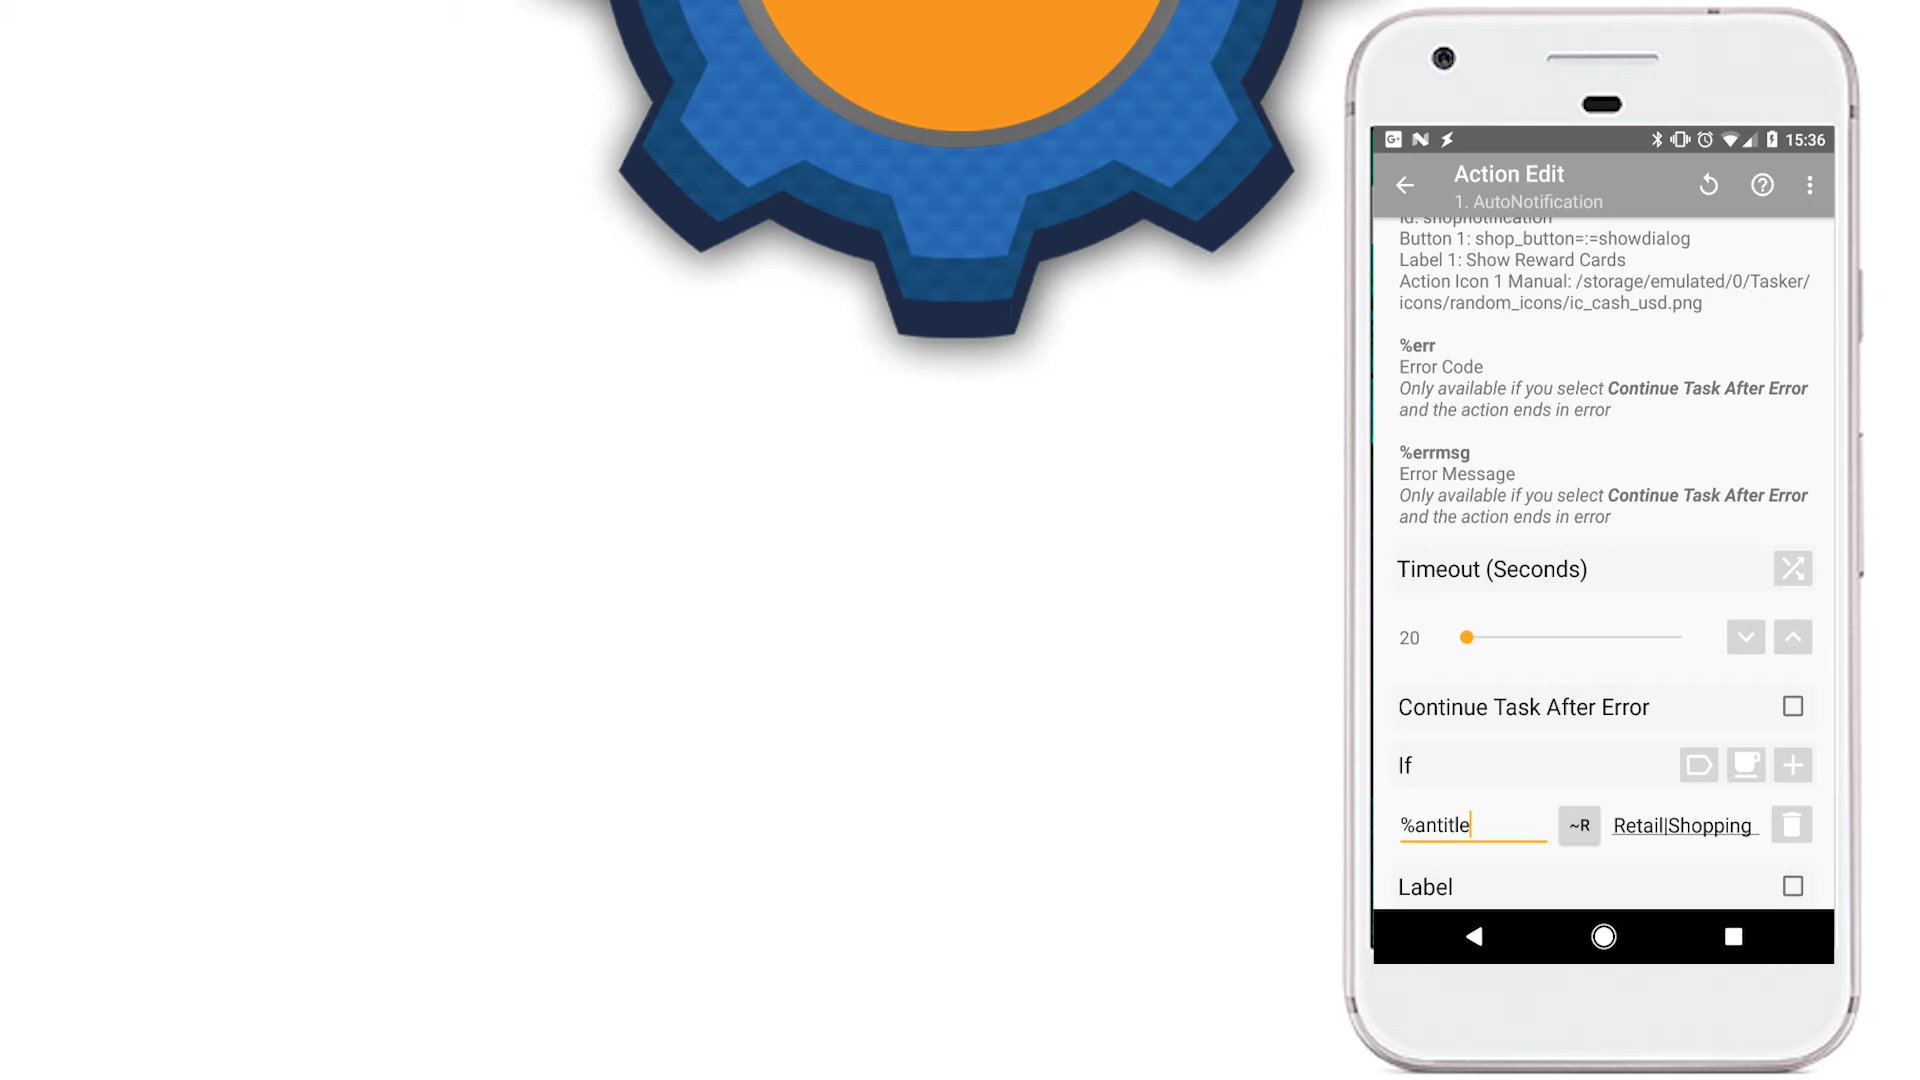 15:36
Action Edit
1. AutoNotification
Id: shopnotification
Button 1: shop_button=:=showdialog
Label 1: Show Reward Cards
Action Icon 1 Manual: /storage/emulated/0/Tasker/
icons/random_icons/ic_cash_usd.png
%err
Error Code
Only available if you select Continue Task After Error
and the action ends in error
%errmsg
Error Message
Only available if you select Continue Task After Error
and the action ends in error
Timeout (Seconds)
20
Continue Task After Error
If
%antitle ~R Retail|Shopping
Label